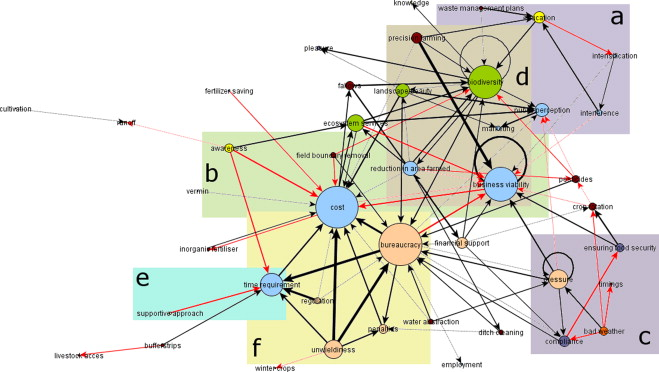 knowledge
waste management plans
a
education
precision farming
pleasure
intensification
d
biodiversity
fertilizer saving
fallows
landscape beauty
public perception
interference
cultivation
runoff
ecosystem services
marketing
awareness
b
field boundary removal
reduction in area farmed
pesticides
vermin
business viability
cost
crop rotation
bureaucracy
financial support
ensuring food security
inorganic fertiliser
e
time requirement
pressure
timings
regulation
supportive approach
f
water abstraction
bad weather
penalties
ditch cleaning
c
buffer strips
unwieldiness
compliance
livestock acces
winter crops
employment